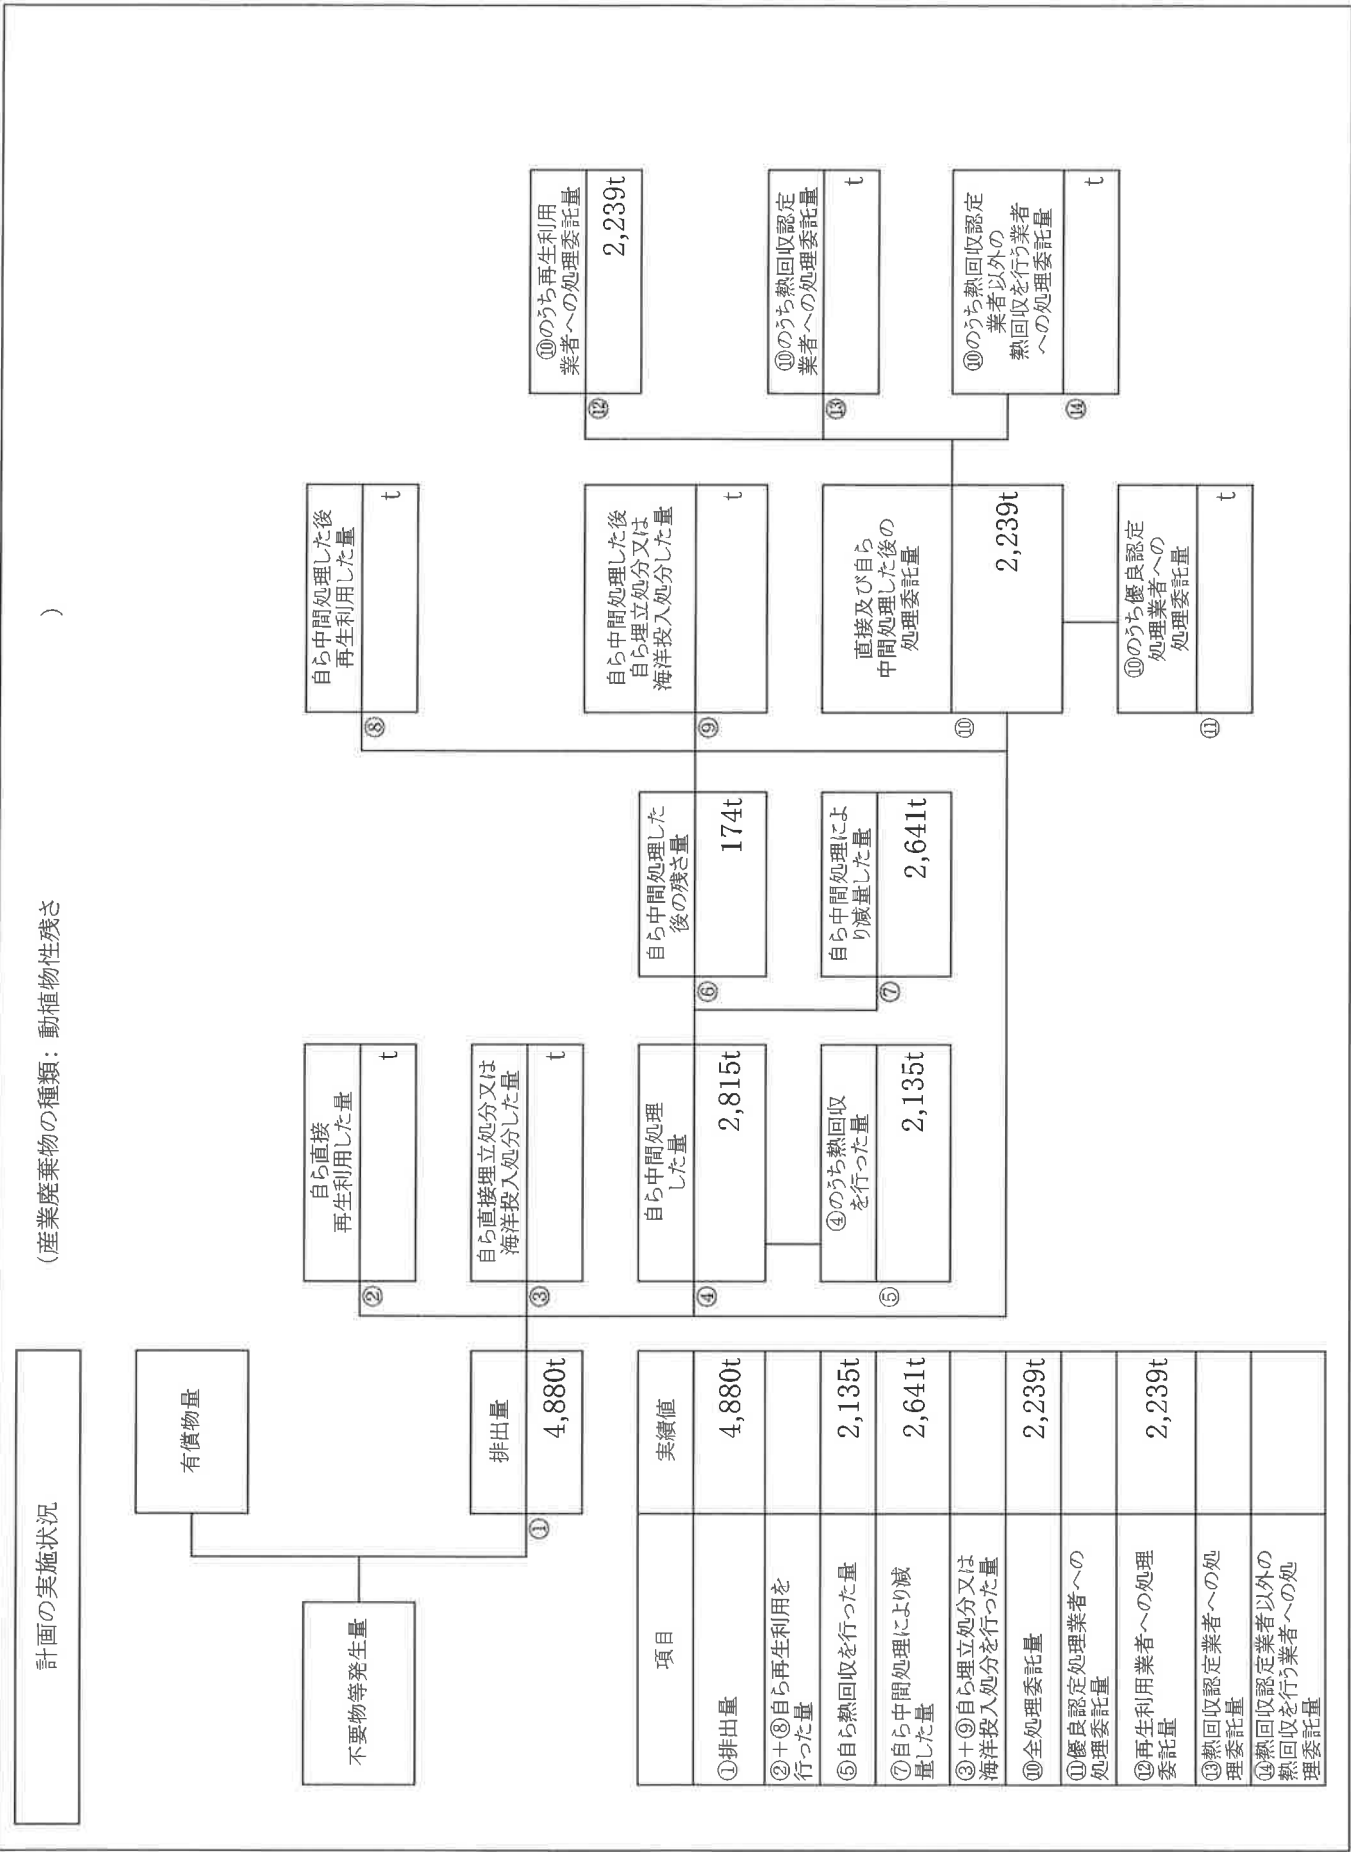 計画の実施状況
(産業廃棄物の種類：動植物性残さ
)
不要物等発生量
有償物量
排出量
①
4,880t
自ら直接
再生利用した量
②
t
自ら直接埋立処分又は
海洋投入処分した量
③
t
自ら中間処理
した量
④
2,815t
④のうち熱回収
を行った量
⑤
2,135t
自ら中間処理した
後の残さ量
⑥
174t
自ら中間処理によ
り減量した量
⑦
2,641t
自ら中間処理した後
再生利用した量
⑧
t
自ら中間処理した後
自ら埋立処分又は
海洋投入処分した量
⑨
t
直接及び自ら
中間処理した後の
処理委託量
⑩
2,239t
⑩のうち優良認定
処理業者への
処理委託量
⑪
t
⑩のうち再生利用
業者への処理委託量
⑫
2,239t
⑩のうち熱回収認定
業者への処理委託量
⑬
t
⑩のうち熱回収認定
業者以外の
熱回収を行う業者
への処理委託量
⑭
t
項目
実績値
①排出量
4,880t
②＋⑧自ら再生利用を
行った量
⑤自ら熱回収を行った量
2,135t
⑦自ら中間処理により減
量した量
2,641t
③＋⑨自ら埋立処分又は
海洋投入処分を行った量
⑩全処理委託量
2,239t
⑪優良認定処理業者への
処理委託量
⑫再生利用業者への処理
委託量
2,239t
⑬熱回収認定業者への処
理委託量
⑭熱回収認定業者以外の
熱回収を行う業者への処
理委託量